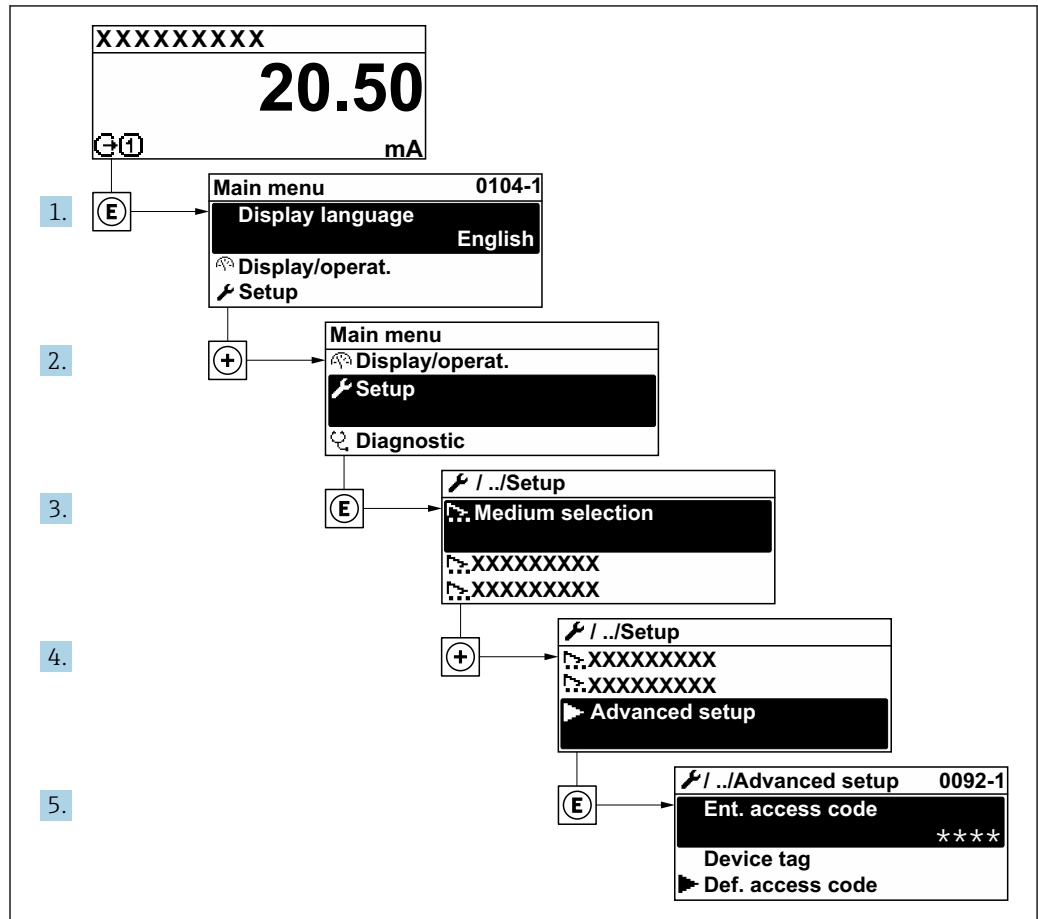 XXXXXXXXX
20.50
1 mA
1. E
Main menu 0104-1
Display language
English
Display/operat.
Setup
2. +
Main menu
Display/operat.
Setup
Diagnostic
3. E
/ ../Setup
Medium selection
XXXXXXXXX
XXXXXXXXX
4. +
/ ../Setup
XXXXXXXXX
XXXXXXXXX
Advanced setup
5. E
/ ../Advanced setup 0092-1
Ent. access code
****
Device tag
Def. access code